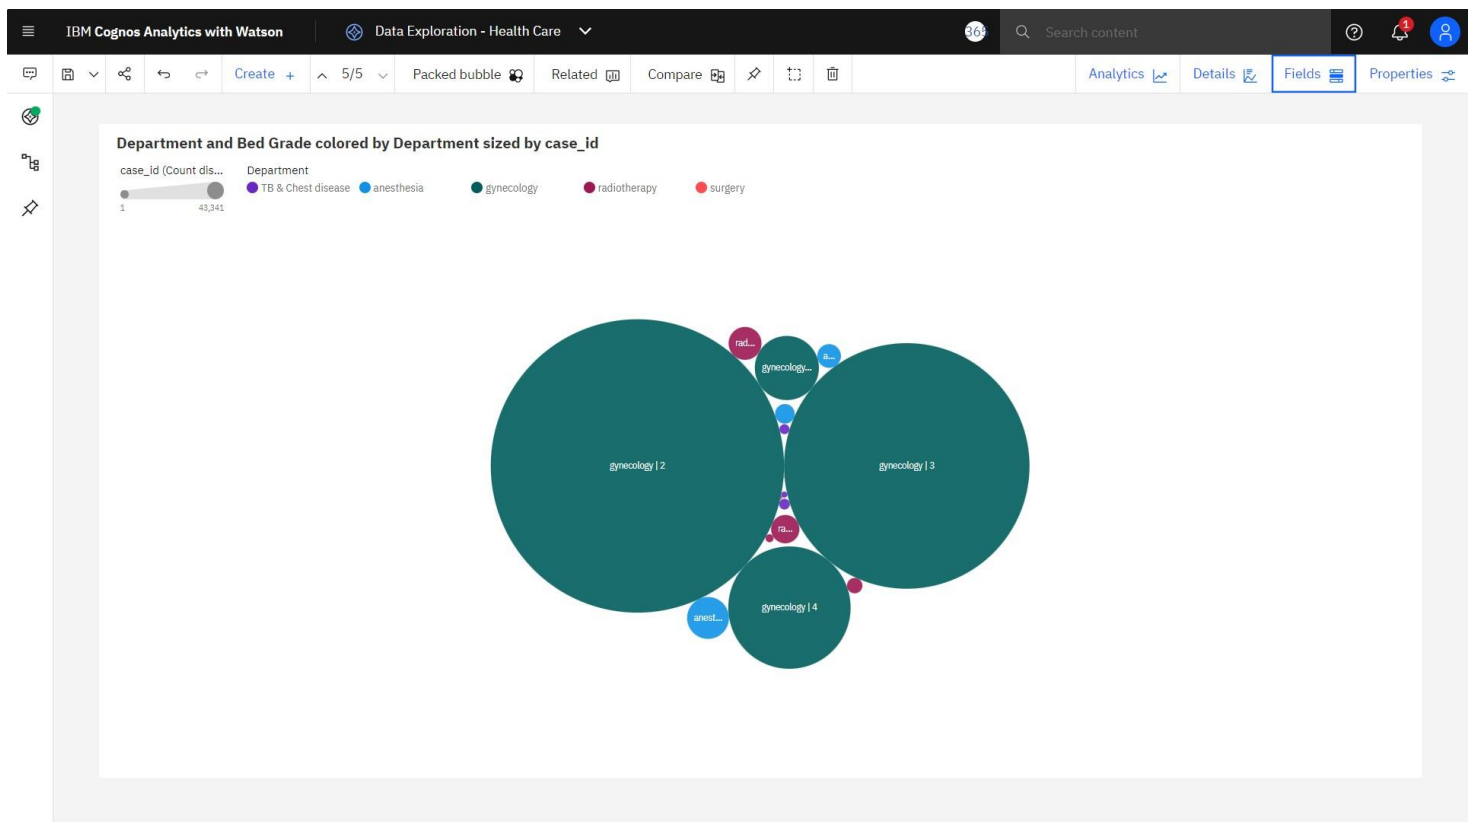 IBM Cognos Analytics with Watson
Data Exploration - Health Care
365
Search content
1
Create +
5/5
Packed bubble
Related
Compare
Analytics
Details
Fields
Properties
Department and Bed Grade colored by Department sized by case_id
case_id (Count dis...
1
43,341
Department
TB & Chest disease
anesthesia
gynecology
radiotherapy
surgery
rad...
gynecology...
a...
gynecology | 2
gynecology | 3
ra...
gynecology | 4
anest...